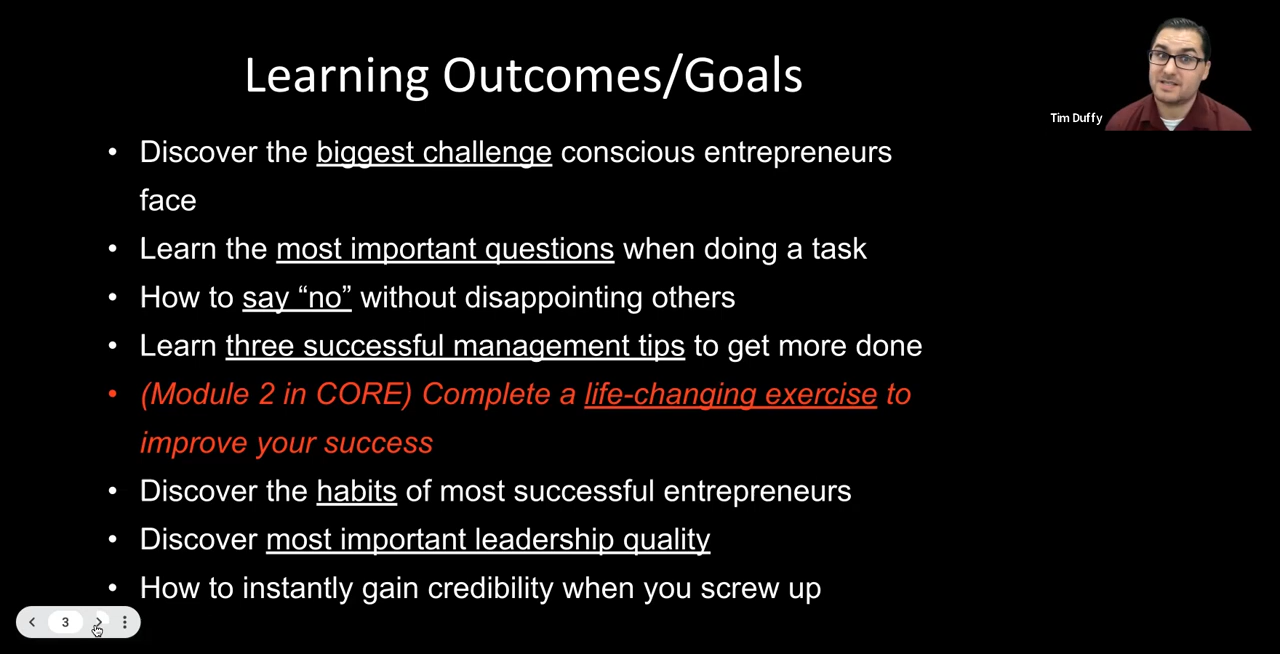 Learning Outcomes/Goals
Tim Duffy
• Discover the biggest challenge conscious entrepreneurs
face
• Learn the most important questions when doing a task
• How to say “no” without disappointing others
• Learn three successful management tips to get more done
• (Module 2 in CORE) Complete a life-changing exercise to
improve your success
• Discover the habits of most successful entrepreneurs
• Discover most important leadership quality
• How to instantly gain credibility when you screw up
3